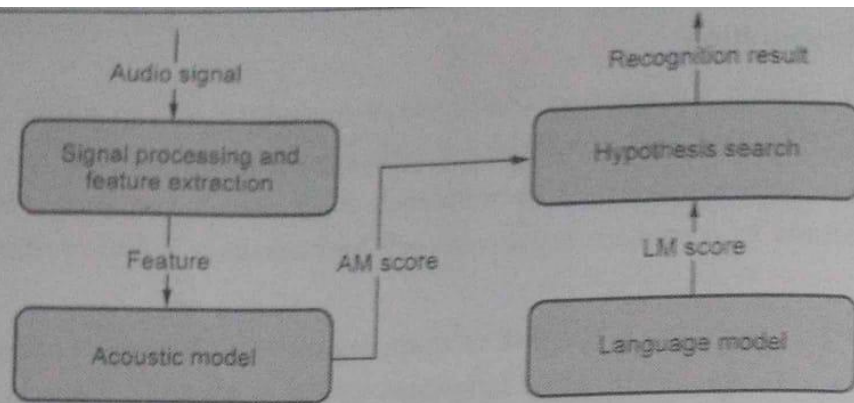 Audio signal
Signal processing and
feature extraction
Feature
Acoustic model
AM score
Recognition result
Hypothesis search
LM score
Language model